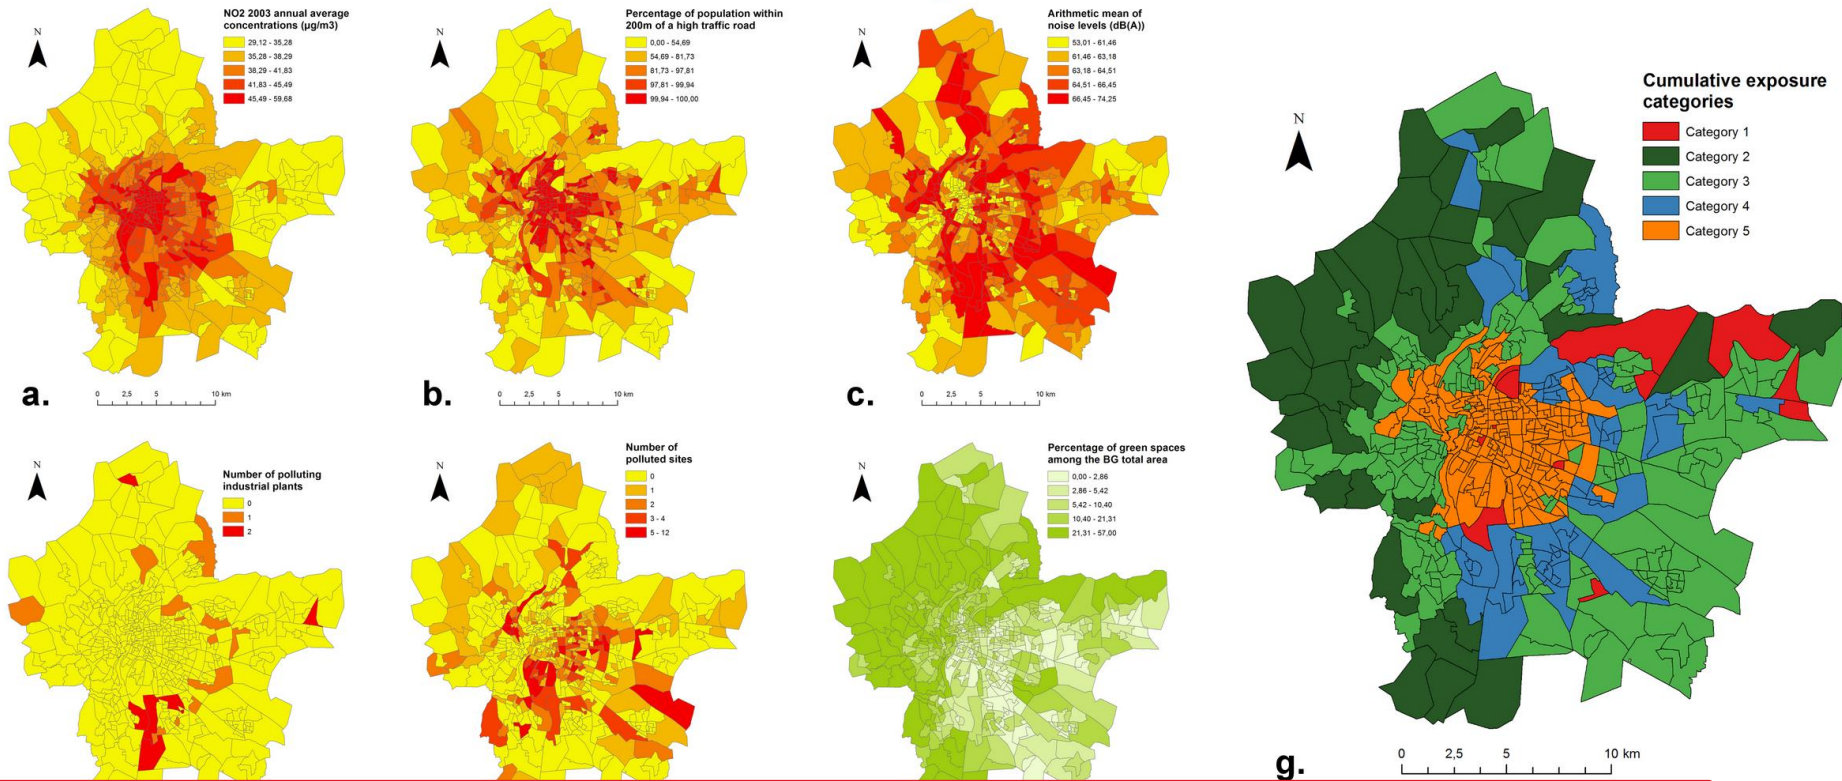 NO2 2003 annual average
concentrations (µg/m3)
29,12 - 35,28
35,28 - 38,29
38,29 - 41,83
41,83 - 45,49
45,49 - 59,68
N
a.
0 2,5 5 10 km
Percentage of population within
200m of a high traffic road
0,00 - 54,69
54,69 - 81,73
81,73 - 97,81
97,81 - 99,94
99,94 - 100,00
N
b.
0 2,5 5 10 km
Arithmetic mean of
noise levels (dB(A))
53,01 - 61,46
61,46 - 63,18
63,18 - 64,51
64,51 - 66,45
66,45 - 74,25
N
c.
0 2,5 5 10 km
Number of polluting
industrial plants
0
1
2
N
Number of
polluted sites
0
1
2
3 - 4
5 - 12
N
Percentage of green spaces
among the BG total area
0,00 - 2,86
2,86 - 5,42
5,42 - 10,40
10,40 - 21,31
21,31 - 57,00
N
Cumulative exposure
categories
Category 1
Category 2
Category 3
Category 4
Category 5
N
g.
0 2,5 5 10 km